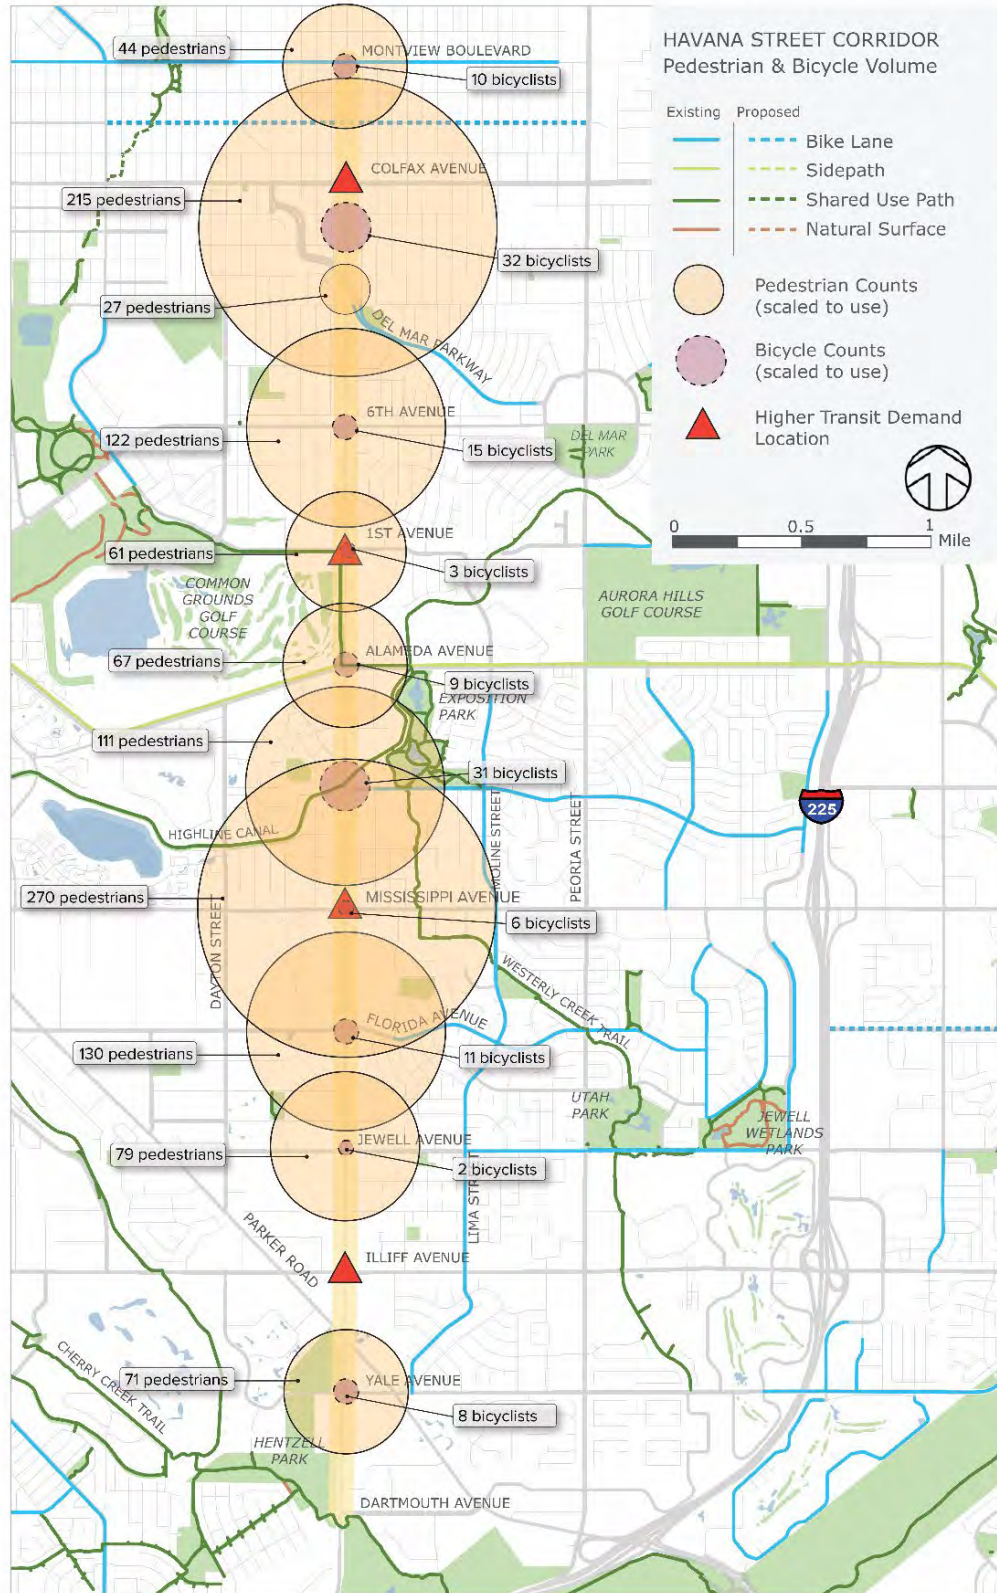 HAVANA STREET CORRIDOR
Pedestrian & Bicycle Volume
Existing
Proposed
Bike Lane
Sidepath
Shared Use Path
Natural Surface
Pedestrian Counts
(scaled to use)
Bicycle Counts
(scaled to use)
Higher Transit Demand
Location
0
0.5
1
Mile
44 pedestrians
MONTVIEW BOULEVARD
10 bicyclists
COLFAX AVENUE
215 pedestrians
32 bicyclists
27 pedestrians
DEL MAR PARKWAY
6TH AVENUE
122 pedestrians
15 bicyclists
DEL MAR
PARK
1ST AVENUE
61 pedestrians
3 bicyclists
COMMON
GROUNDS
GOLF
COURSE
AURORA HILLS
GOLF COURSE
ALAMEDA AVENUE
67 pedestrians
9 bicyclists
EXPOSITION
PARK
111 pedestrians
31 bicyclists
225
HIGHLINE CANAL
MOLINE STREET
PEORIA STREET
270 pedestrians
MISSISSIPPI AVENUE
6 bicyclists
DAYTON STREET
WESTERLY CREEK TRAIL
FLORIDA AVENUE
130 pedestrians
11 bicyclists
UTAH
PARK
JEWELL
WETLANDS
PARK
JEWELL AVENUE
79 pedestrians
2 bicyclists
LIMA STREET
PARKER ROAD
ILLIFF AVENUE
CHERRY CREEK TRAIL
71 pedestrians
YALE AVENUE
8 bicyclists
HENTZELL
PARK
DARTMOUTH AVENUE